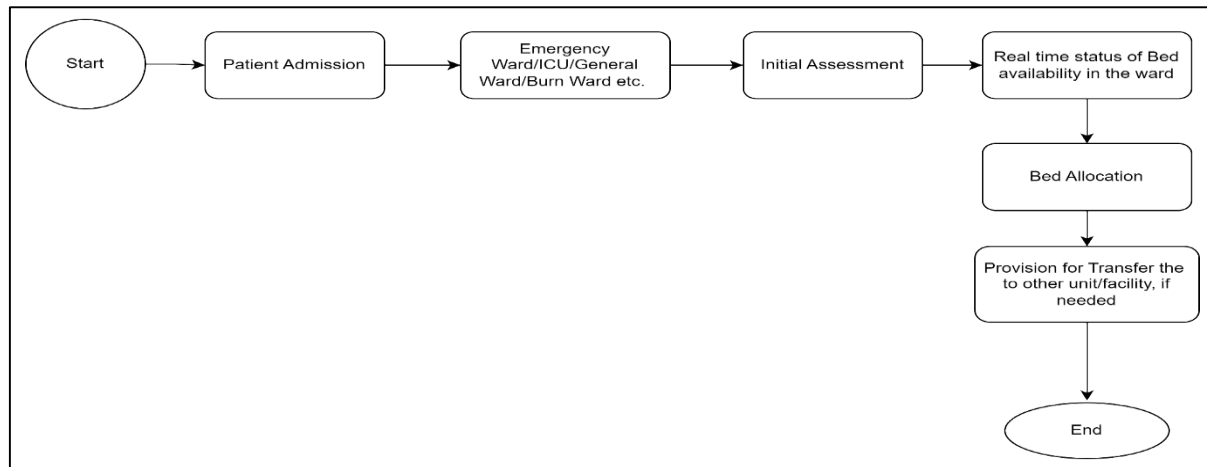 Start
Patient Admission
Emergency
Ward/ICU/General
Ward/Burn Ward etc.
Initial Assessment
Real time status of Bed
availability in the ward
Bed Allocation
Provision for Transfer the
to other unit/facility, if
needed
End